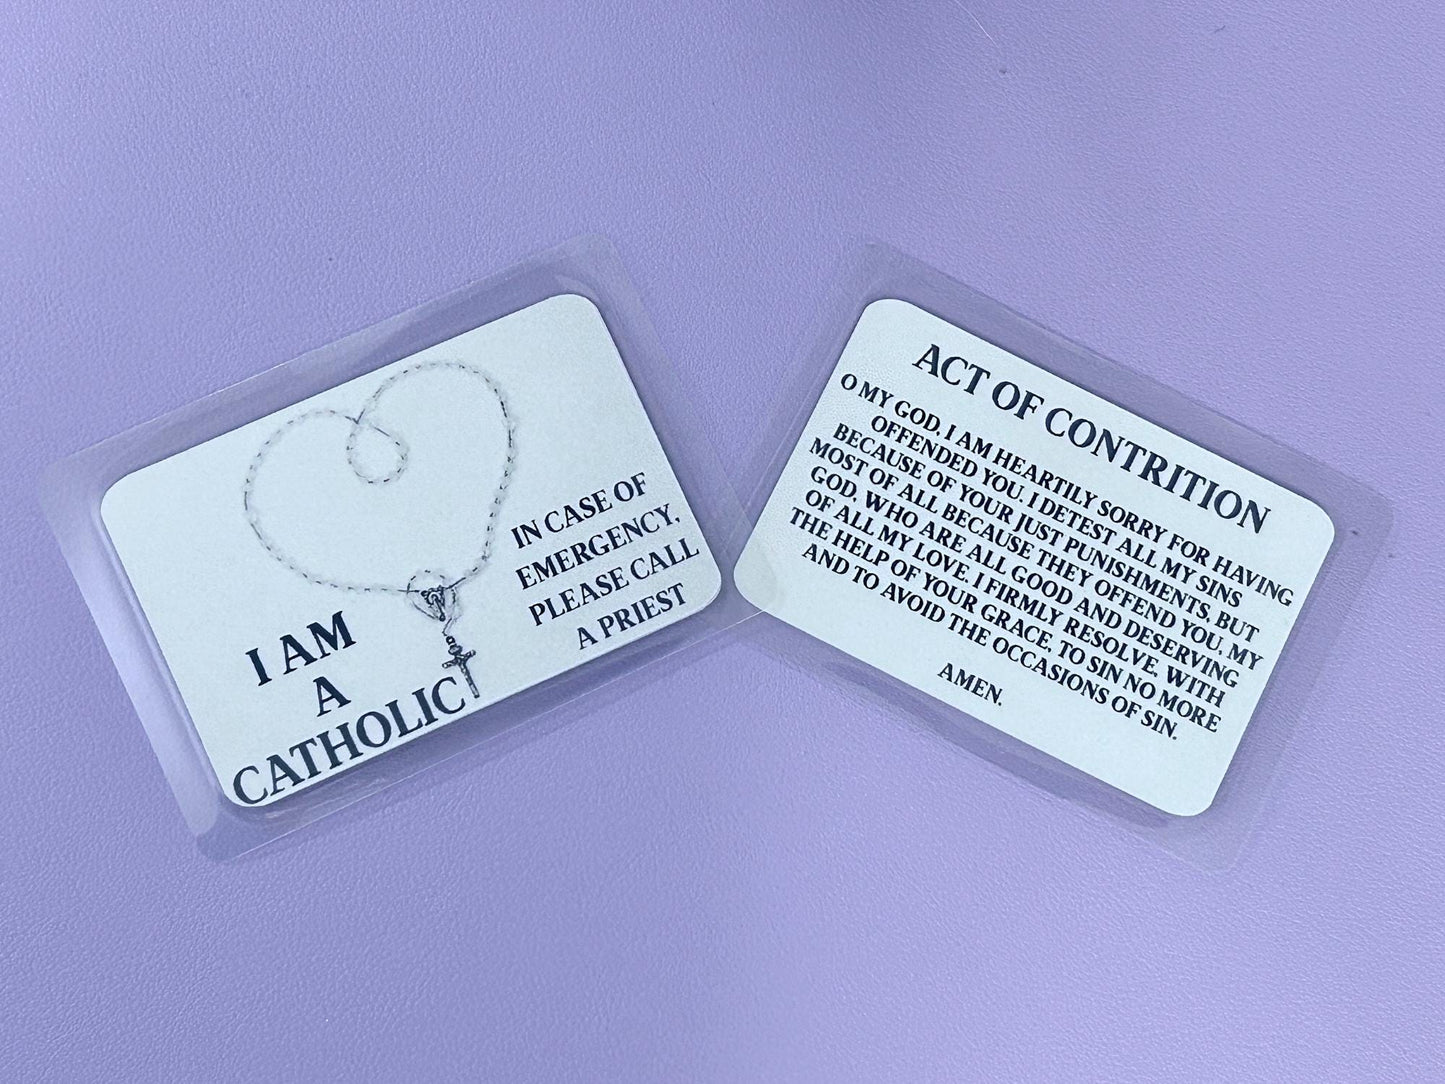 I AM
A
CATHOLIC
IN CASE OF
EMERGENCY,
PLEASE CALL
A PRIEST
ACT OF CONTRITION
O MY GOD, I AM HEARTILY SORRY FOR HAVING
OFFENDED YOU. I DETEST ALL MY SINS
BECAUSE OF YOUR JUST PUNISHMENTS, BUT
MOST OF ALL BECAUSE THEY OFFEND YOU, MY
GOD, WHO ARE ALL GOOD AND DESERVING
OF ALL MY LOVE. I FIRMLY RESOLVE, WITH
THE HELP OF YOUR GRACE, TO SIN NO MORE
AND TO AVOID THE OCCASIONS OF SIN.
AMEN.